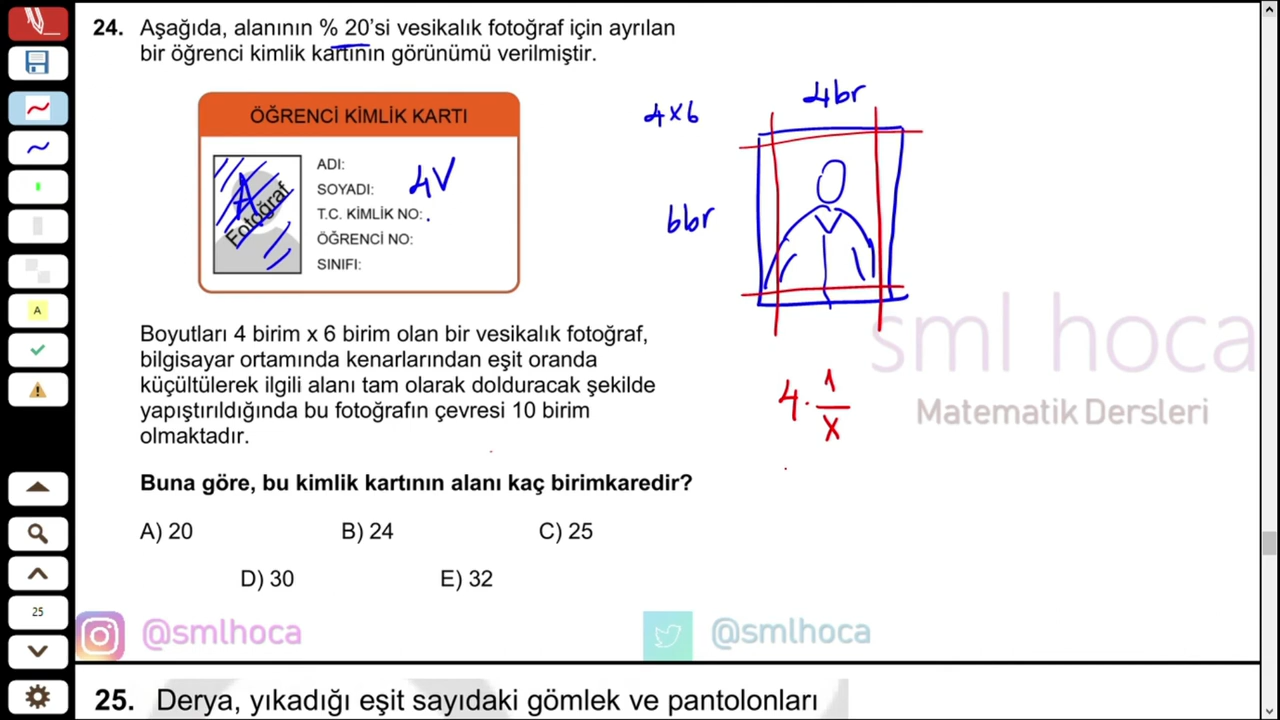 24. Aşağıda, alanının % 20'si vesikalık fotoğraf için ayrılan
bir öğrenci kimlik kartının görünümü verilmiştir.
ÖĞRENCİ KİMLİK KARTI
Fotoğraf
A
ADI:
SOYADI:
T.C. KİMLİK NO:
ÖĞRENCİ NO:
SINIFI:
4x6
4br
6br
4 · 1/x
Boyutları 4 birim x 6 birim olan bir vesikalık fotoğraf,
bilgisayar ortamında kenarlarından eşit oranda
küçültülerek ilgili alanı tam olarak dolduracak şekilde
yapıştırıldığında bu fotoğrafın çevresi 10 birim
olmaktadır.
Buna göre, bu kimlik kartının alanı kaç birimkaredir?
A) 20 B) 24 C) 25
D) 30 E) 32
sml hoca
Matematik Dersleri
@smlhoca @smlhoca
25. Derya, yıkadığı eşit sayıdaki gömlek ve pantolonları
A
25